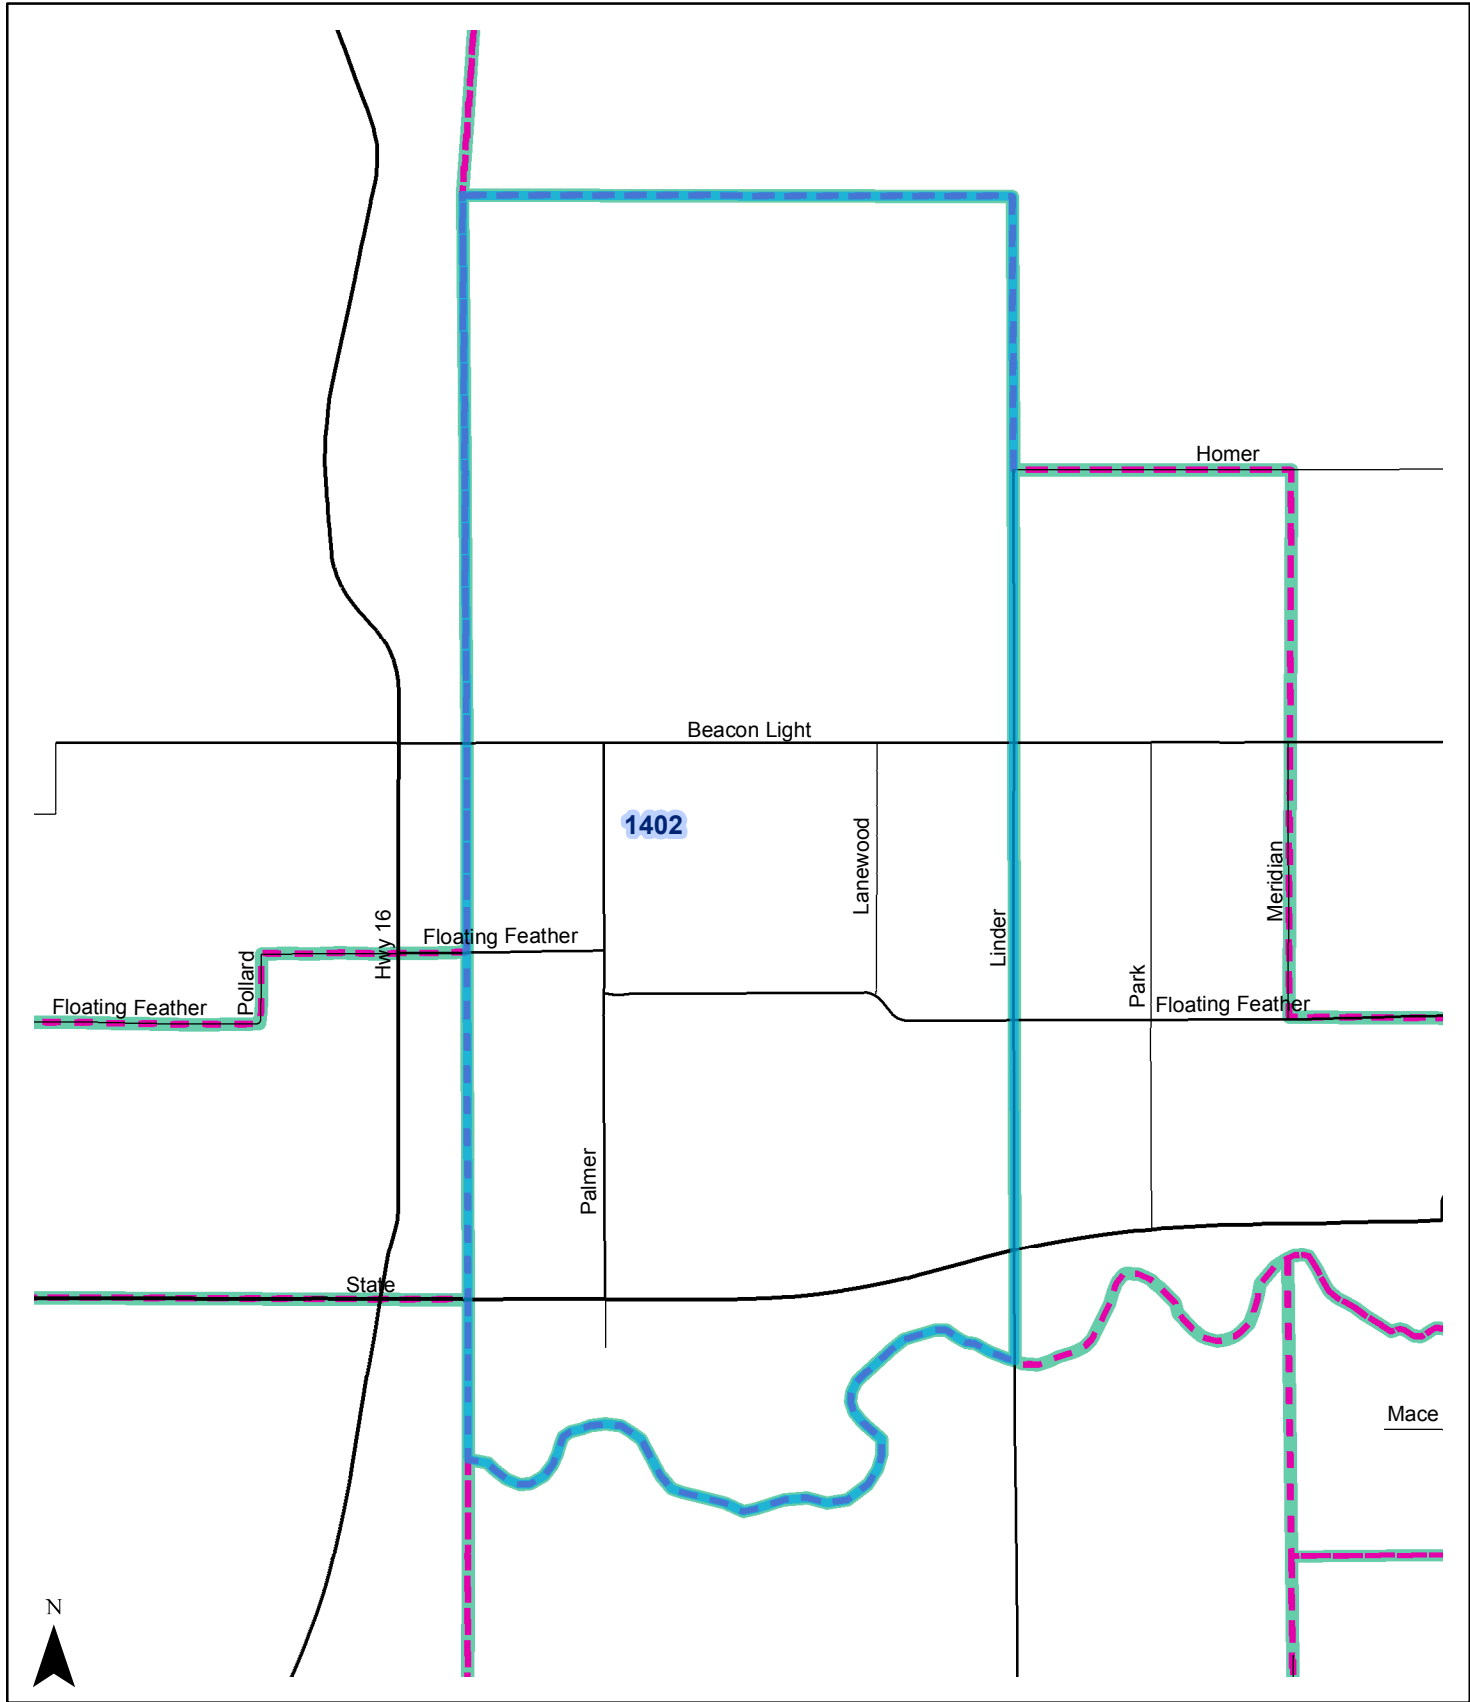 Homer
Beacon Light
1402
Lanewood
Meridian
Linder
Hwy 16
Floating Feather
Pollard
Park
Floating Feather
Floating Feather
Palmer
State
Mace
N